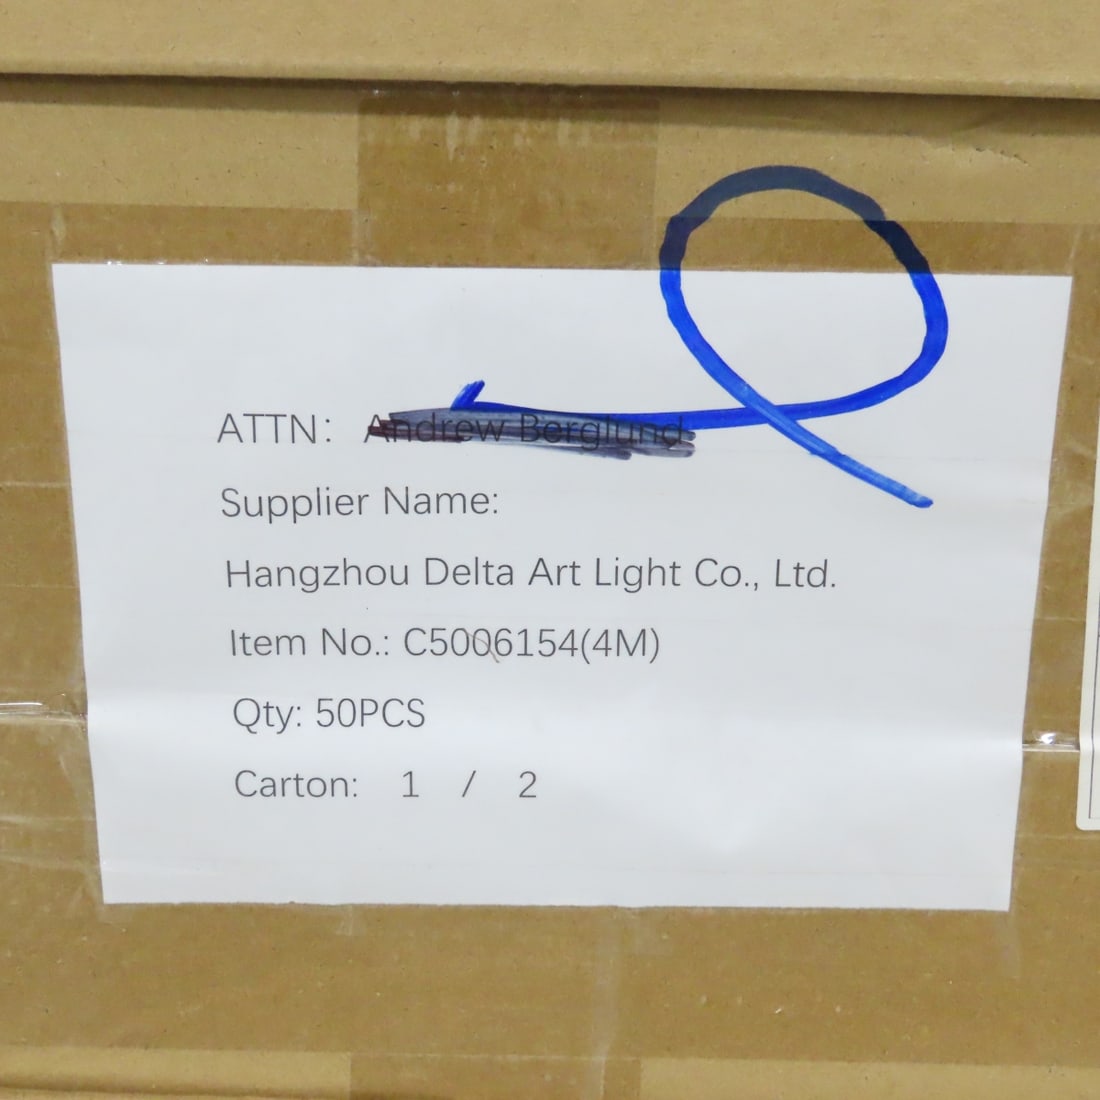 ATTN: Andrew Berglund
Supplier Name:
Hangzhou Delta Art Light Co., Ltd.
Item No.: C5006154(4M)
Qty: 50PCS
Carton: 1 / 2